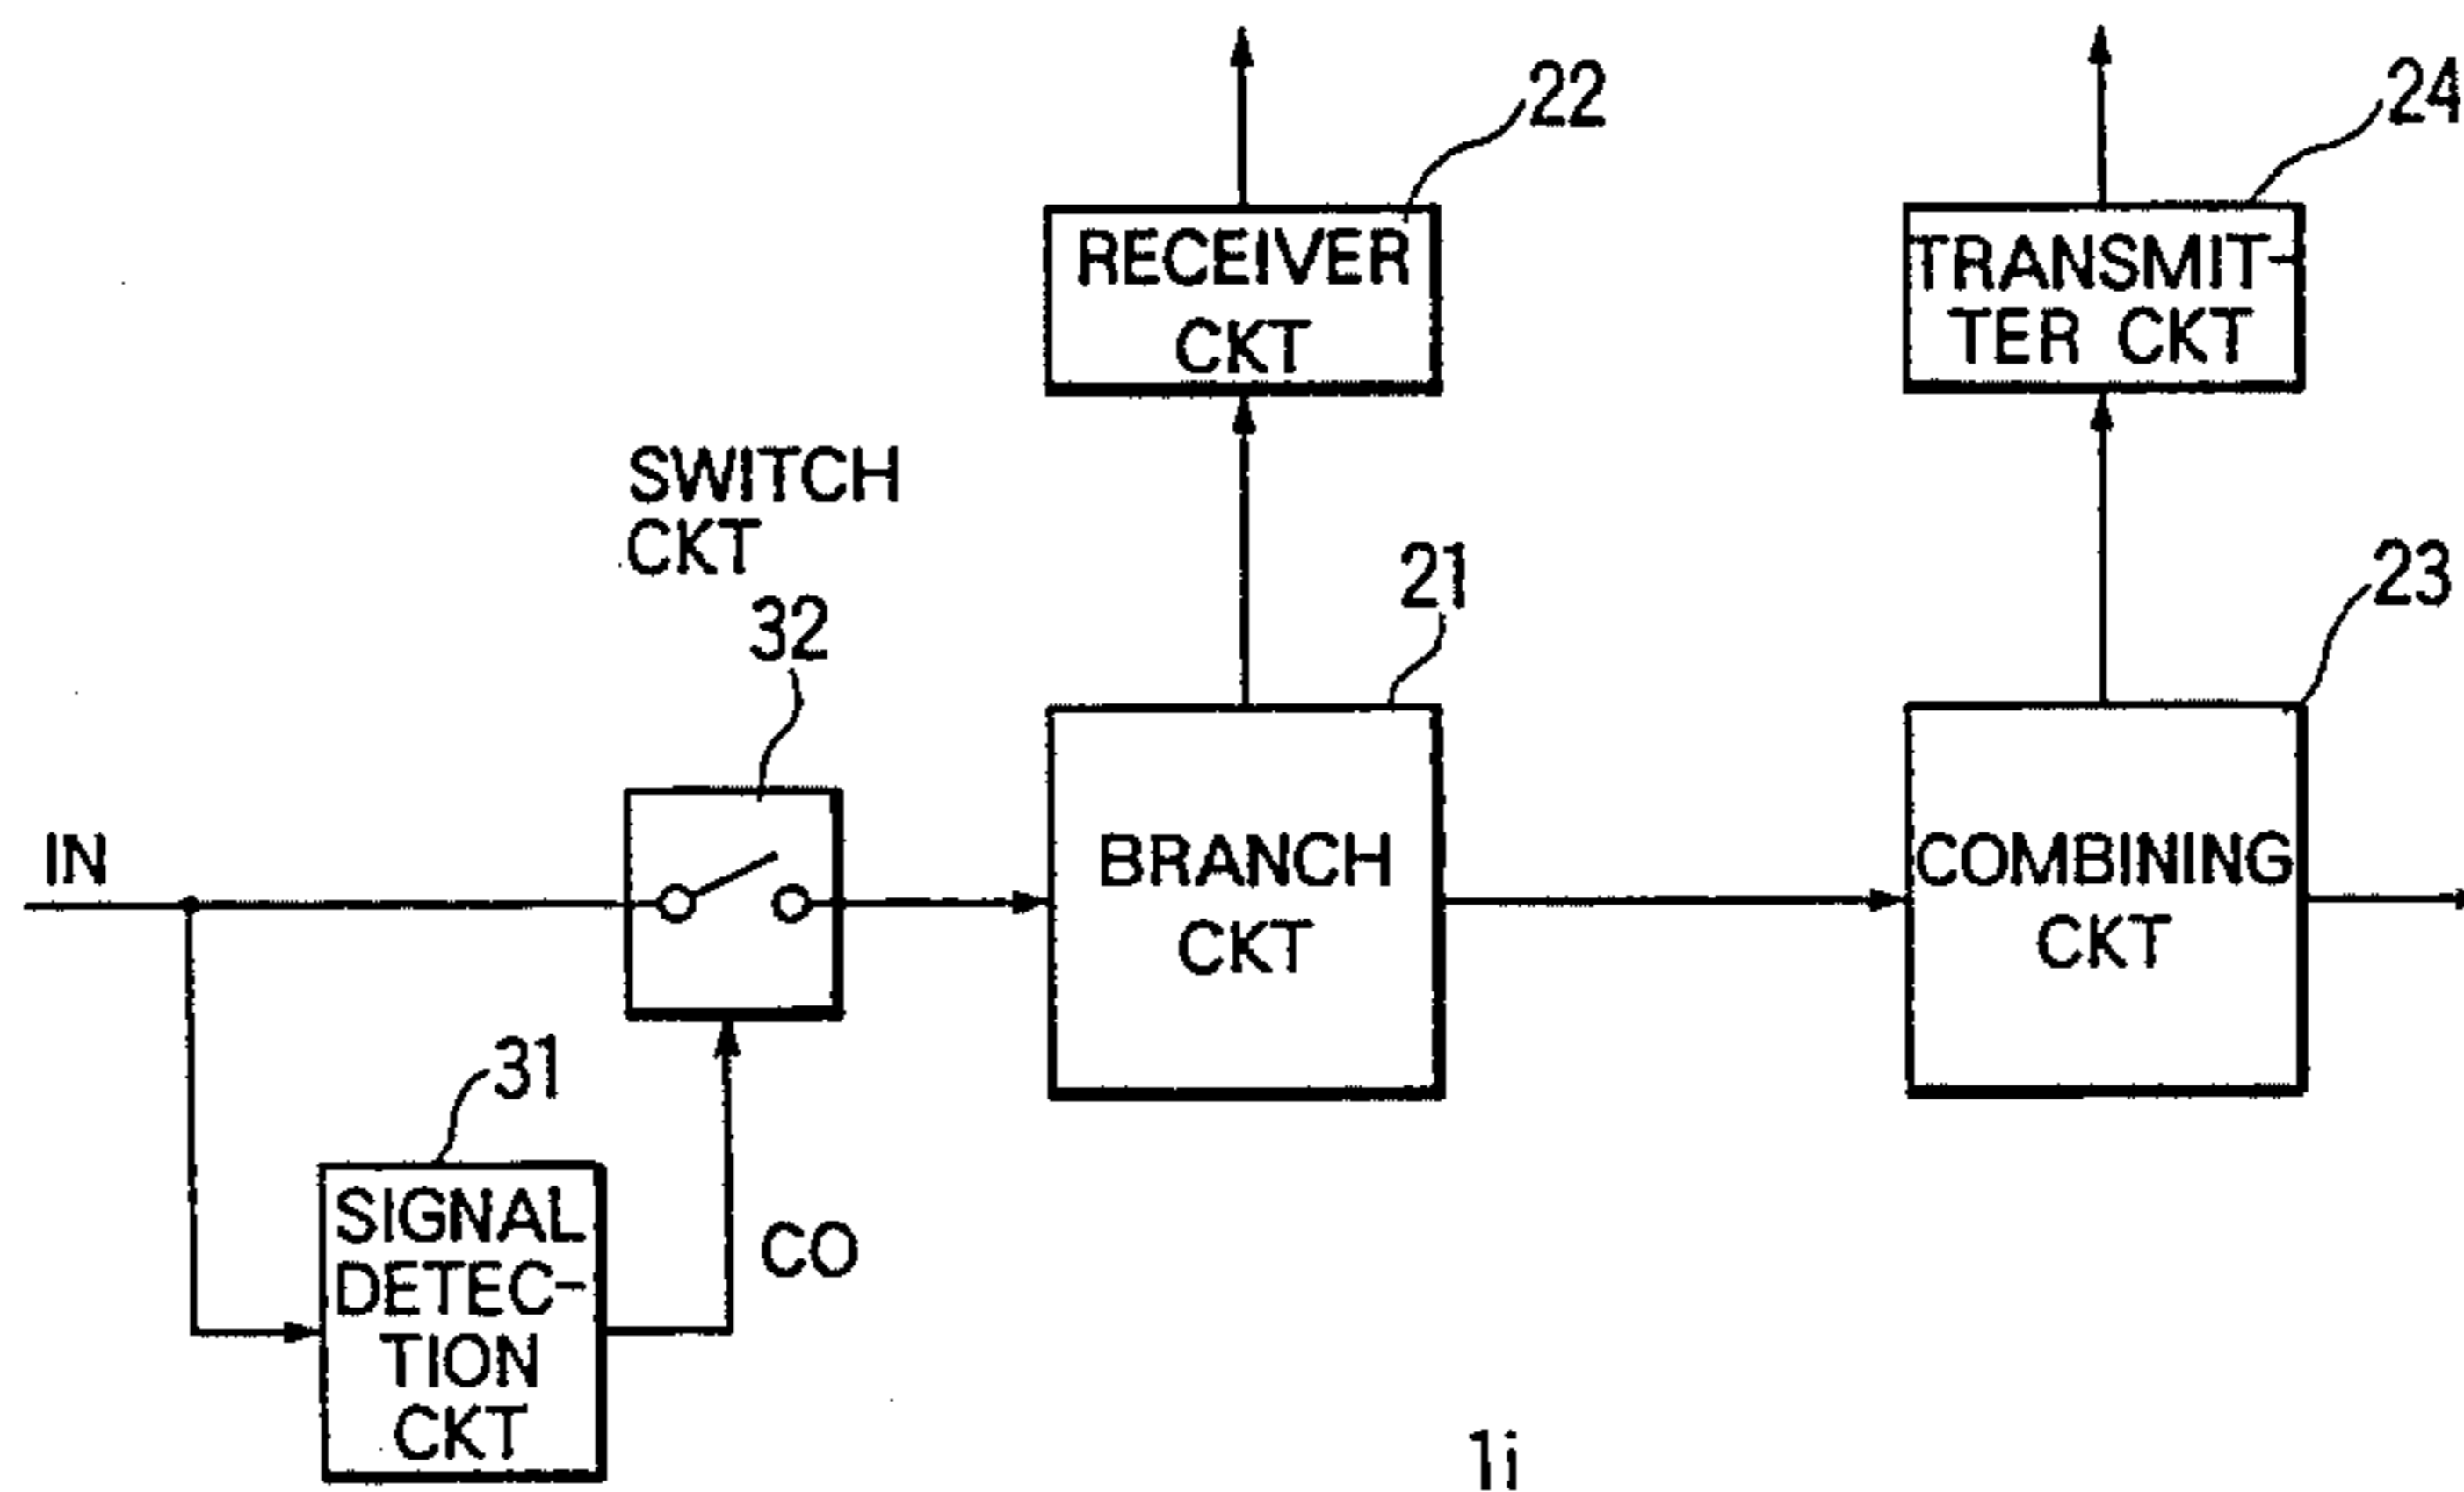 22
24
RECEIVER
CKT
TRANSMIT-
TER CKT
SWITCH
CKT
32
21
23
IN
BRANCH
CKT
COMBINING
CKT
31
SIGNAL
DETEC-
TION
CKT
CO
1i